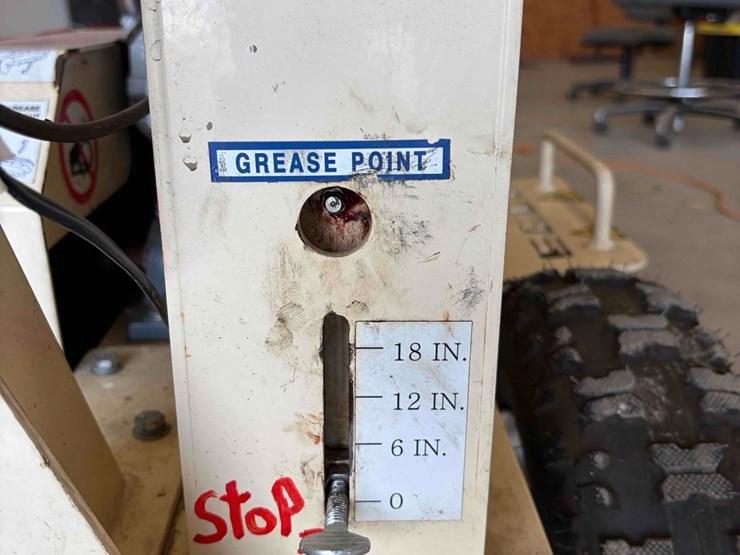 GREASE POINT
18 IN.
12 IN.
6 IN.
0
Stop